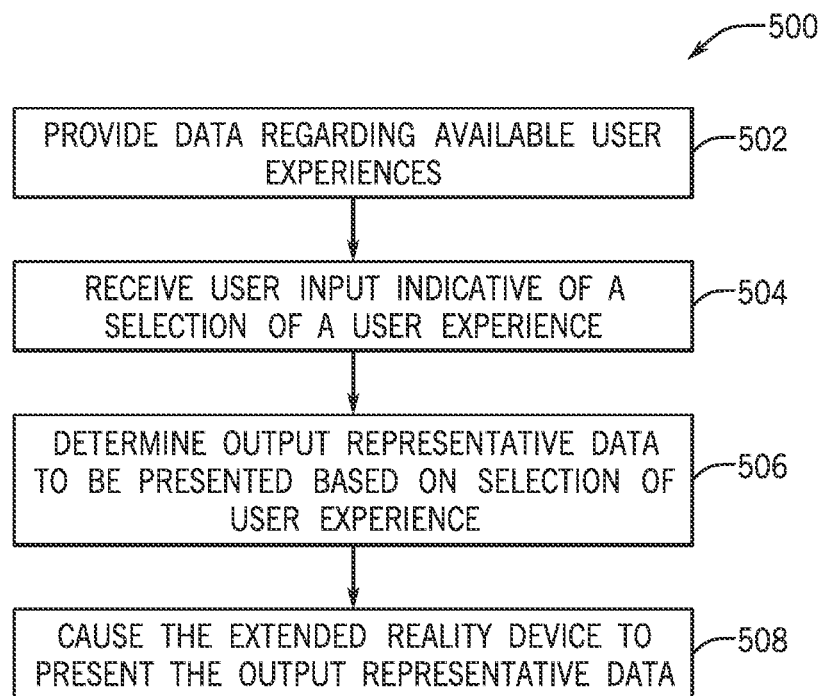 500
PROVIDE DATA REGARDING AVAILABLE USER
EXPERIENCES
502
RECEIVE USER INPUT INDICATIVE OF A
SELECTION OF A USER EXPERIENCE
504
DETERMINE OUTPUT REPRESENTATIVE DATA
TO BE PRESENTED BASED ON SELECTION OF
USER EXPERIENCE
506
CAUSE THE EXTENDED REALITY DEVICE TO
PRESENT THE OUTPUT REPRESENTATIVE DATA
508